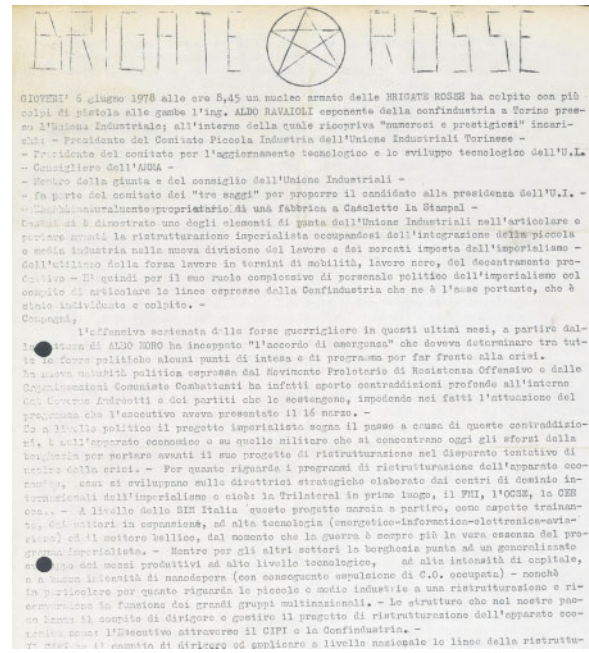 BRIGATE ROSSE
GIOVEDI' 6 giugno 1978 alle ore 8,45 un nucleo armato delle BRIGATE ROSSE ha colpito con più
colpi di pistola alle gambe l'ing. ALDO RAVAIOLI esponente della confindustria a Torino pres-
so l'Unione Industriale; all'interno della quale ricopriva "numerosi e prestigiosi" incari-
chi: - Presidente del Comitato Piccola Industria dell'Unione Industriali Torinese -
- Presidente del comitato per l'aggiornamento tecnologico e lo sviluppo tecnologico dell'U.I.
- Consigliere dell'AMMA -
- Membro della giunta e del consiglio dell'Unione Industriali -
- fa parte del comitato dei "tre saggi" per proporre il candidato alla presidenza dell'U.I. -
- proprietario di una fabbrica a Caselette la Stampal -
si è dimostrato uno degli elementi di punta dell'Unione Industriali nell'articolare e
portare avanti la ristrutturazione imperialista occupandosi dell'integrazione della piccola
e media industria nella nuova divisione del lavoro e dei mercati imposta dall'imperialismo -
dell'utilizzo della forza lavoro in termini di mobilità, lavoro nero, del decentramento pro-
duttivo - E' quindi per il suo ruolo complessivo di personale politico dell'imperialismo col
compito di articolare le linee espresse dalla Confindustria che ne è l'asse portante, che è
stato individuato e colpito. -
Compagni,
L'offensiva sostenuta dalle forze guerrigliere in questi ultimi mesi, a partire dal-
la cattura di ALDO MORO ha inceppato "l'accordo di emergenza" che doveva determinare tra tut-
te le forze politiche alcuni punti di intesa e di programma per far fronte alla crisi.
La nuova maturità politica espressa dal Movimento Proletario di Resistenza Offensivo e dalle
Organizzazioni Comuniste Combattenti ha infatti aperto contraddizioni profonde all'interno
del Governo Andreotti e dei partiti che lo sostengono, impedendo nei fatti l'attuazione del
programma che l'esecutivo aveva presentato il 16 marzo. -
Se a livello politico il progetto imperialista segna il passo a causa di queste contraddizio-
ni, è sull'apparato economico e su quello militare che si concentrano oggi gli sforzi della
borghesia per portare avanti il suo progetto di ristrutturazione nel disperato tentativo di
uscire dalla crisi. - Per quanto riguarda i programmi di ristrutturazione dell'apparato eco-
nomico, essi si sviluppano sulle direttrici strategiche elaborate dai centri di dominio in-
ternazionali dell'imperialismo e cioè: la Trilateral in primo luogo, il FMI, l'OCSE, la CEE
ecc.. - A livello dello SIM Italia questo progetto marcia a partire, come aspetto trainan-
te, dai settori in espansione, ad alta tecnologia (energetico-information-elettronica-avia-
zione) ed il settore bellico, dal momento che la guerra è sempre più la vera essenza del pro-
gramma imperialista. - Mentre per gli altri settori la borghesia punta ad un generalizzato
sviluppo dei mezzi produttivi ad alto livello tecnologico, ad alta intensità di capitale,
e a bassa intensità di manodopera (con conseguente espulsione di C.O. occupata) - nonchè
in particolare per quanto riguarda le piccole e medie industrie a una ristrutturazione e ri-
conversione in funzione dei grandi gruppi multinazionali. - Le strutture che nel nostro pae-
se hanno il compito di dirigere e gestire il progetto di ristrutturazione dell'apparato eco-
nomico sono: l'Esecutivo attraverso il CIPI e la Confindustria. -
il compito di dirigere ed applicare a livello nazionale le linee della ristruttu-